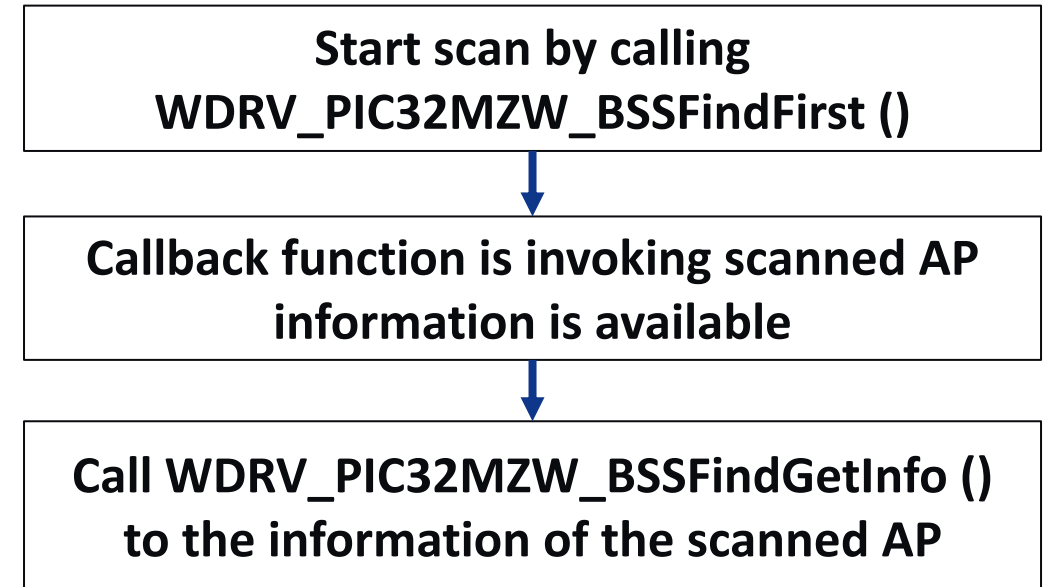 Start scan by calling
WDRV_PIC32MZW_BSSFindFirst ()
Callback function is invoking scanned AP
information is available
Call WDRV_PIC32MZW_BSSFindGetInfo ()
to the information of the scanned AP